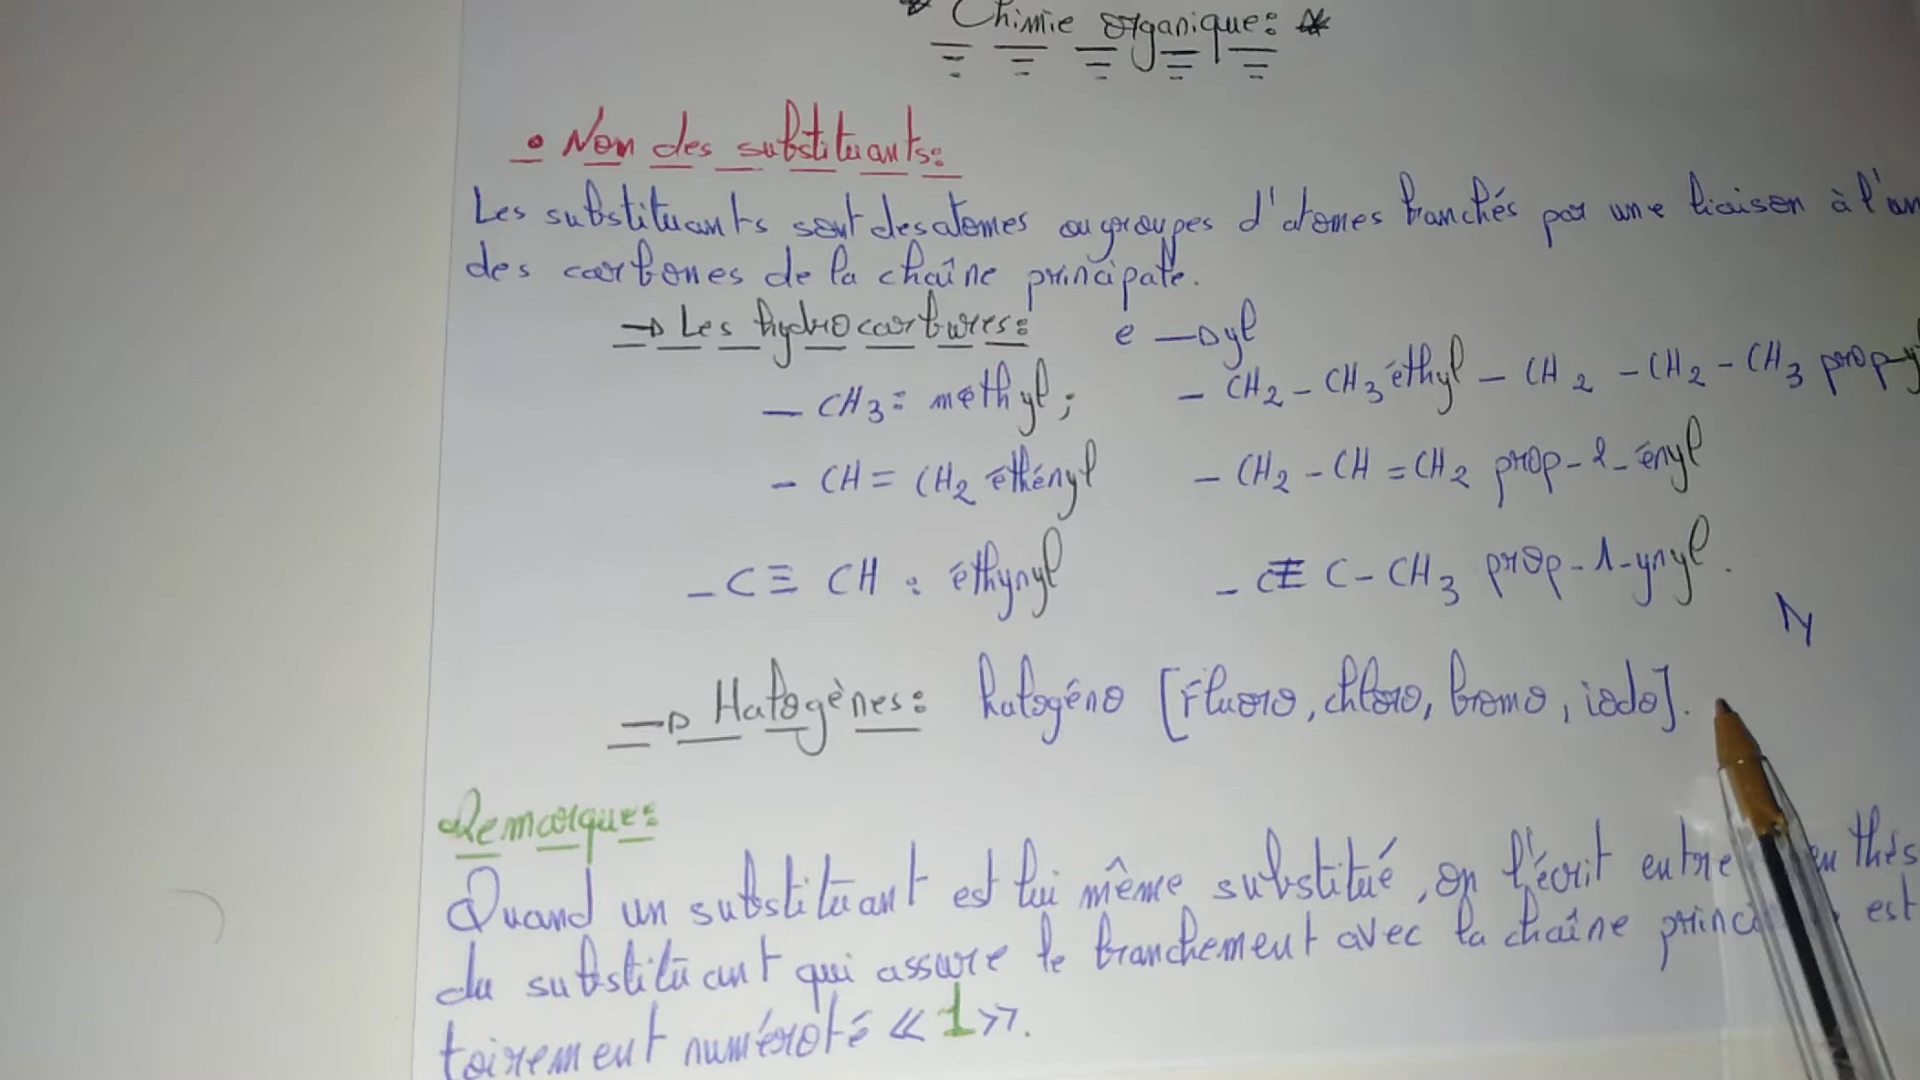 * Chimie organique: *
• Nom des substituants:
Les substituants sont des atomes ou groupes d'atomes branchés par une liaison à l'un
des carbones de la chaîne principale.
→ Les hydrocarbures: e → yl
- CH3 = méthyl; - CH2 - CH3 éthyl - CH2 - CH2 - CH3 prop-y
- CH = CH2 éthényl - CH2 - CH = CH2 prop-2-ényl
- C ≡ CH : éthynyl - C ≡ C - CH3 prop-1-ynyl.
→ Halogènes: halogéno [Fluoro, chloro, bromo, iodo].
Remarque:
Quand un substituant est lui même substitué, on l'écrit entre
du substituant qui assure le branchement avec la chaîne princi est
toirement numéroté « 1 ».